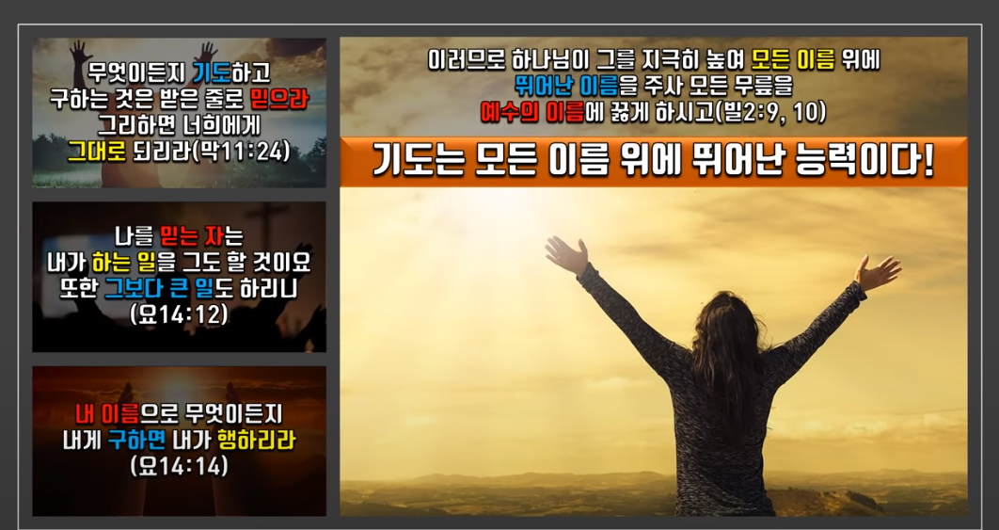 무엇이든지 기도하고
구하는 것은 받은 줄로 믿으라
그리하면 너희에게
그대로 되리라(막11:24)
나를 믿는 자는
내가 하는 일을 그도 할 것이요
또한 그보다 큰 일도 하리니
(요14:12)
내 이름으로 무엇이든지
내게 구하면 내가 행하리라
(요14:14)
이러므로 하나님이 그를 지극히 높여 모든 이름 위에
뛰어난 이름을 주사 모든 무릎을
예수의 이름에 꿇게 하시고(빌2:9, 10)
기도는 모든 이름 위에 뛰어난 능력이다!